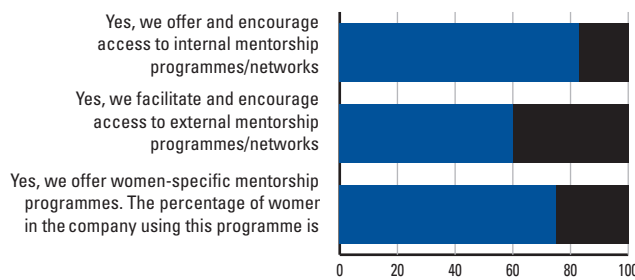 Yes, we offer and encourage
access to internal mentorship
programmes/networks
Yes, we facilitate and encourage
access to external mentorship
programmes/networks
Yes, we offer women-specific mentorship
programmes. The percentage of women
in the company using this programme is
0 20 40 60 80 100